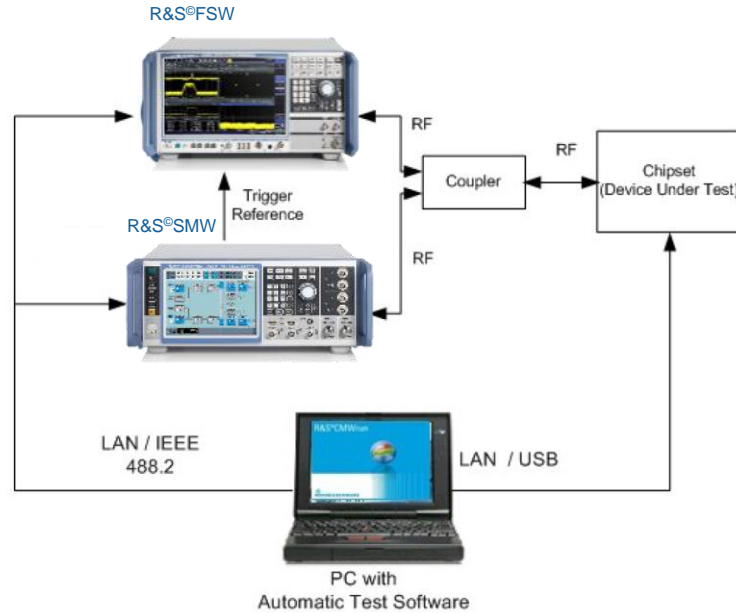 R&S©FSW
RF
RF
Coupler
Chipset
(Device Under Test)
Trigger
Reference
R&S©SMW
RF
LAN / IEEE
488.2
R&S®CMWrun
LAN / USB
PC with
Automatic Test Software